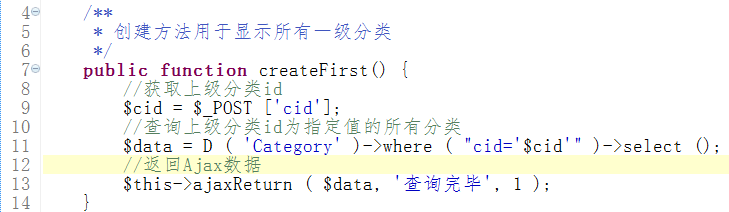 4 /**
5 * 创建方法用于显示所有一级分类
6 */
7 public function createFirst() {
8 //获取上级分类id
9 $cid = $_POST ['cid'];
10 //查询上级分类id为指定值的所有分类
11 $data = D ( 'Category' )->where ( "cid='$cid'" )->select ();
12 //返回Ajax数据
13 $this->ajaxReturn ( $data, '查询完毕', 1 );
14 }